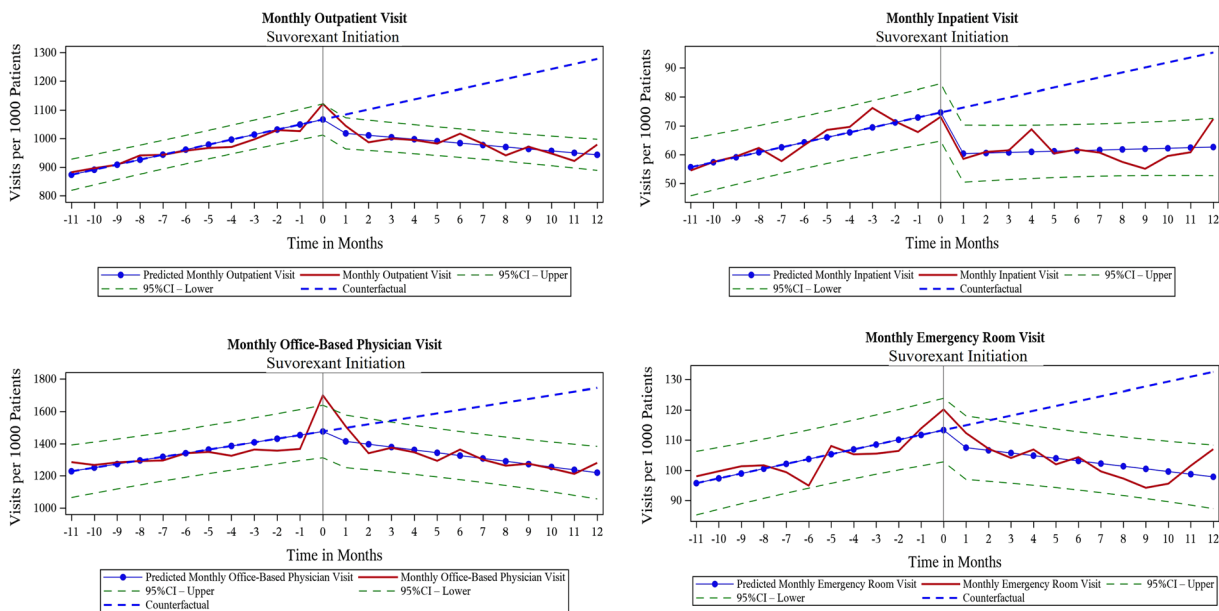 Monthly Outpatient Visit
Suvorexant Initiation
Visits per 1000 Patients
1300
1200
1100
1000
900
800
-11 -10 -9 -8 -7 -6 -5 -4 -3 -2 -1 0 1 2 3 4 5 6 7 8 9 10 11 12
Time in Months
Predicted Monthly Outpatient Visit Monthly Outpatient Visit 95%CI – Upper
95%CI – Lower Counterfactual
Monthly Inpatient Visit
Suvorexant Initiation
Visits per 1000 Patients
90
80
70
60
50
-11 -10 -9 -8 -7 -6 -5 -4 -3 -2 -1 0 1 2 3 4 5 6 7 8 9 10 11 12
Time in Months
Predicted Monthly Inpatient Visit Monthly Inpatient Visit 95%CI – Upper
95%CI – Lower Counterfactual
Monthly Office-Based Physician Visit
Suvorexant Initiation
Visits per 1000 Patients
1800
1600
1400
1200
1000
-11 -10 -9 -8 -7 -6 -5 -4 -3 -2 -1 0 1 2 3 4 5 6 7 8 9 10 11 12
Time in Months
Predicted Monthly Office-Based Physician Visit Monthly Office-Based Physician Visit
95%CI – Upper 95%CI – Lower
Counterfactual
Monthly Emergency Room Visit
Suvorexant Initiation
Visits per 1000 Patients
130
120
110
100
90
-11 -10 -9 -8 -7 -6 -5 -4 -3 -2 -1 0 1 2 3 4 5 6 7 8 9 10 11 12
Time in Months
Predicted Monthly Emergency Room Visit Monthly Emergency Room Visit 95%CI – Upper
95%CI – Lower Counterfactual